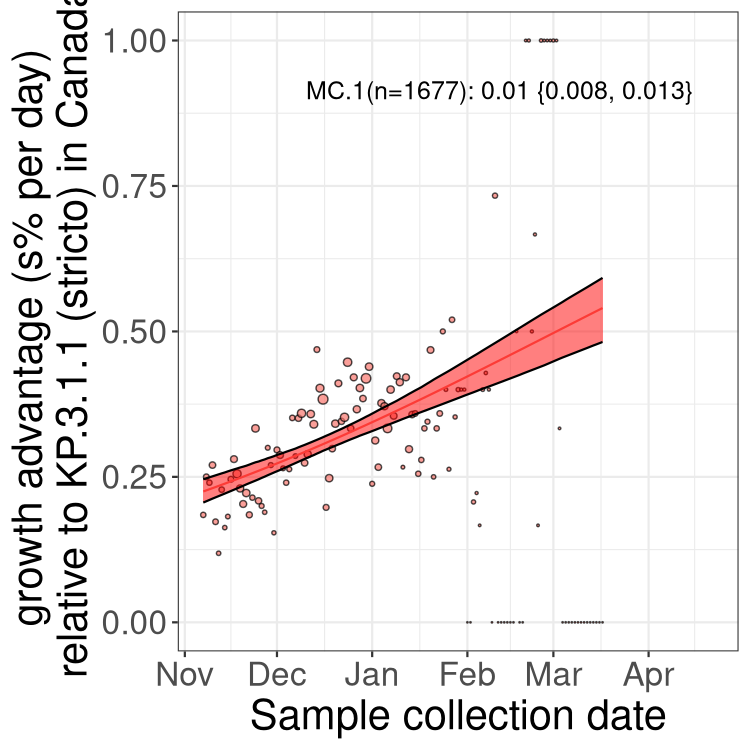 growth advantage (s% per day)
relative to KP.3.1.1 (stricto) in Canada
1.00
0.75
0.50
0.25
0.00
MC.1(n=1677): 0.01 {0.008, 0.013}
Nov Dec Jan Feb Mar Apr
Sample collection date